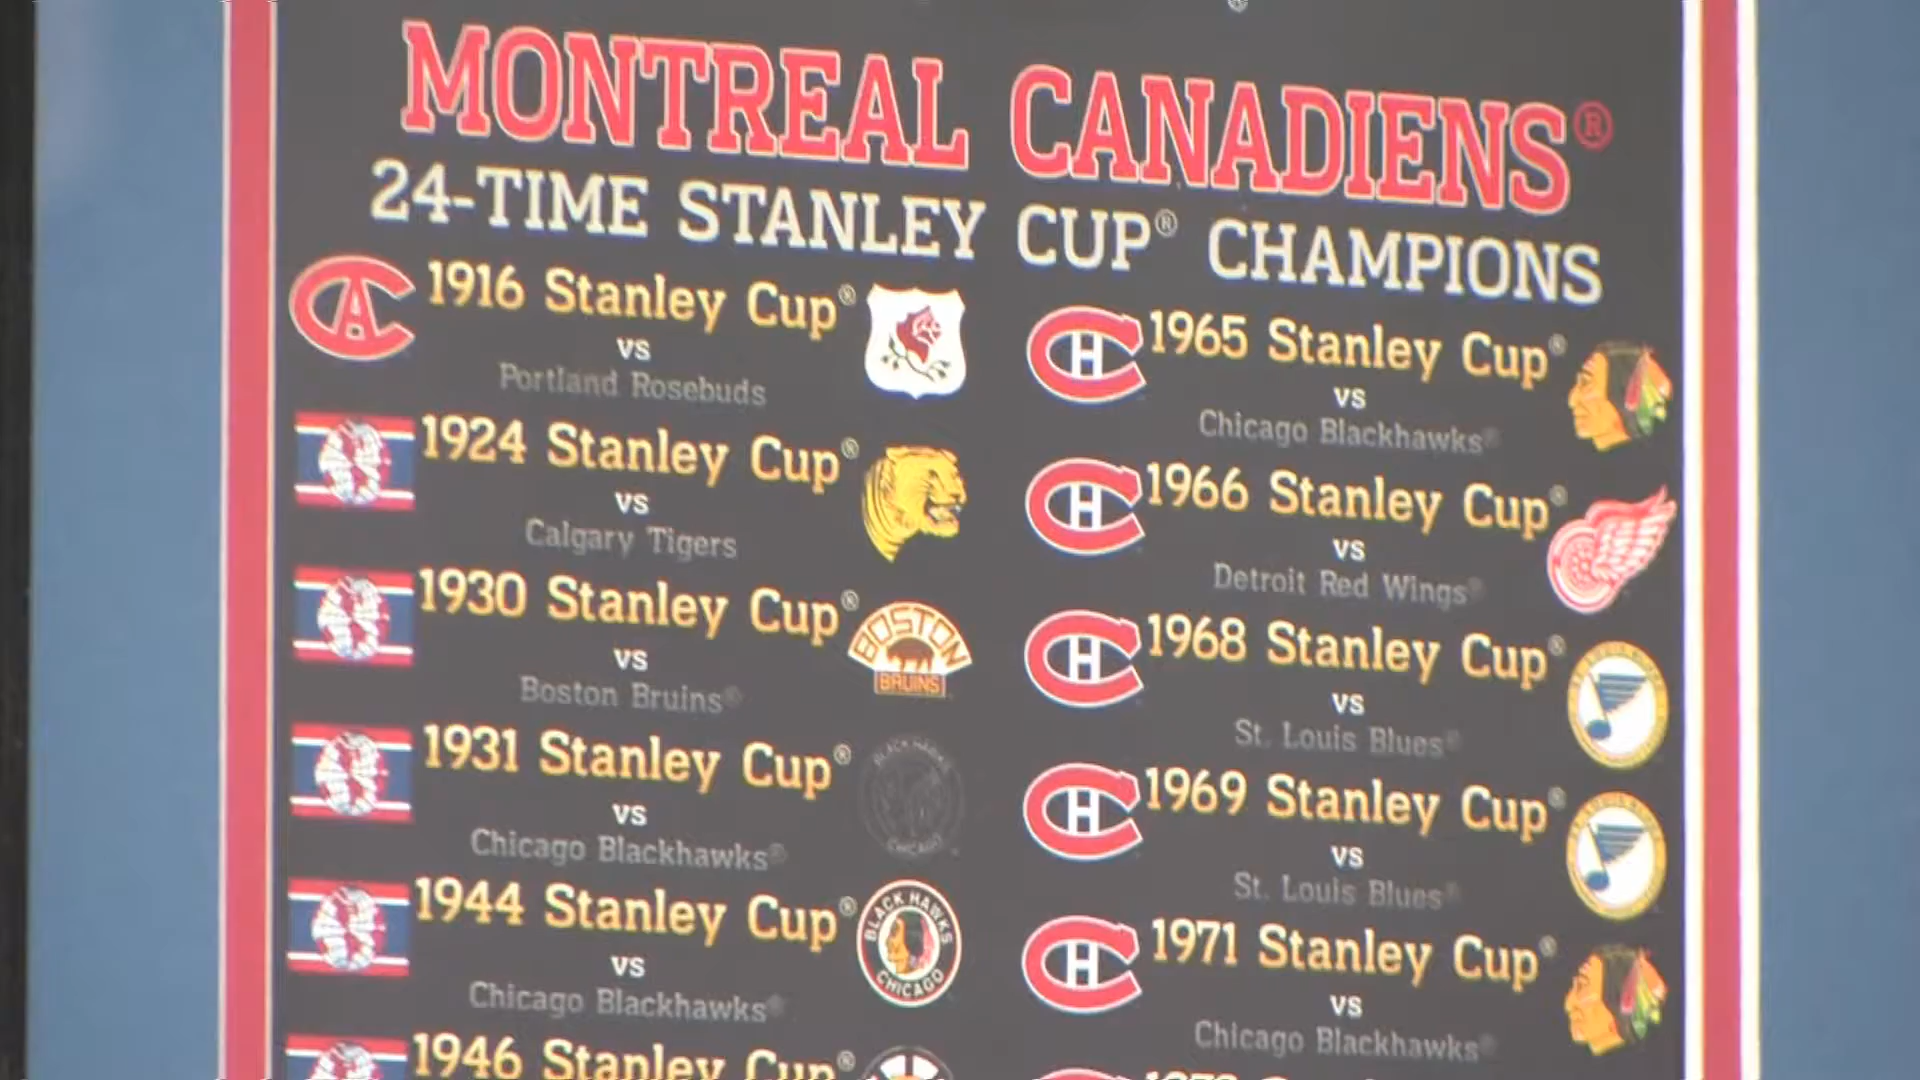 MONTREAL CANADIENS®
24-TIME STANLEY CUP® CHAMPIONS
1916 Stanley Cup®
vs
Portland Rosebuds
1924 Stanley Cup®
vs
Calgary Tigers
1930 Stanley Cup®
vs
Boston Bruins®
BOSTON
BRUINS
1931 Stanley Cup®
vs
Chicago Blackhawks®
BLACK HAWKS
CHICAGO
1944 Stanley Cup®
vs
Chicago Blackhawks®
BLACK HAWKS
CHICAGO
1946 Stanley Cup®
1965 Stanley Cup®
vs
Chicago Blackhawks®
1966 Stanley Cup®
vs
Detroit Red Wings®
1968 Stanley Cup®
vs
St. Louis Blues®
1969 Stanley Cup®
vs
St. Louis Blues®
1971 Stanley Cup®
vs
Chicago Blackhawks®